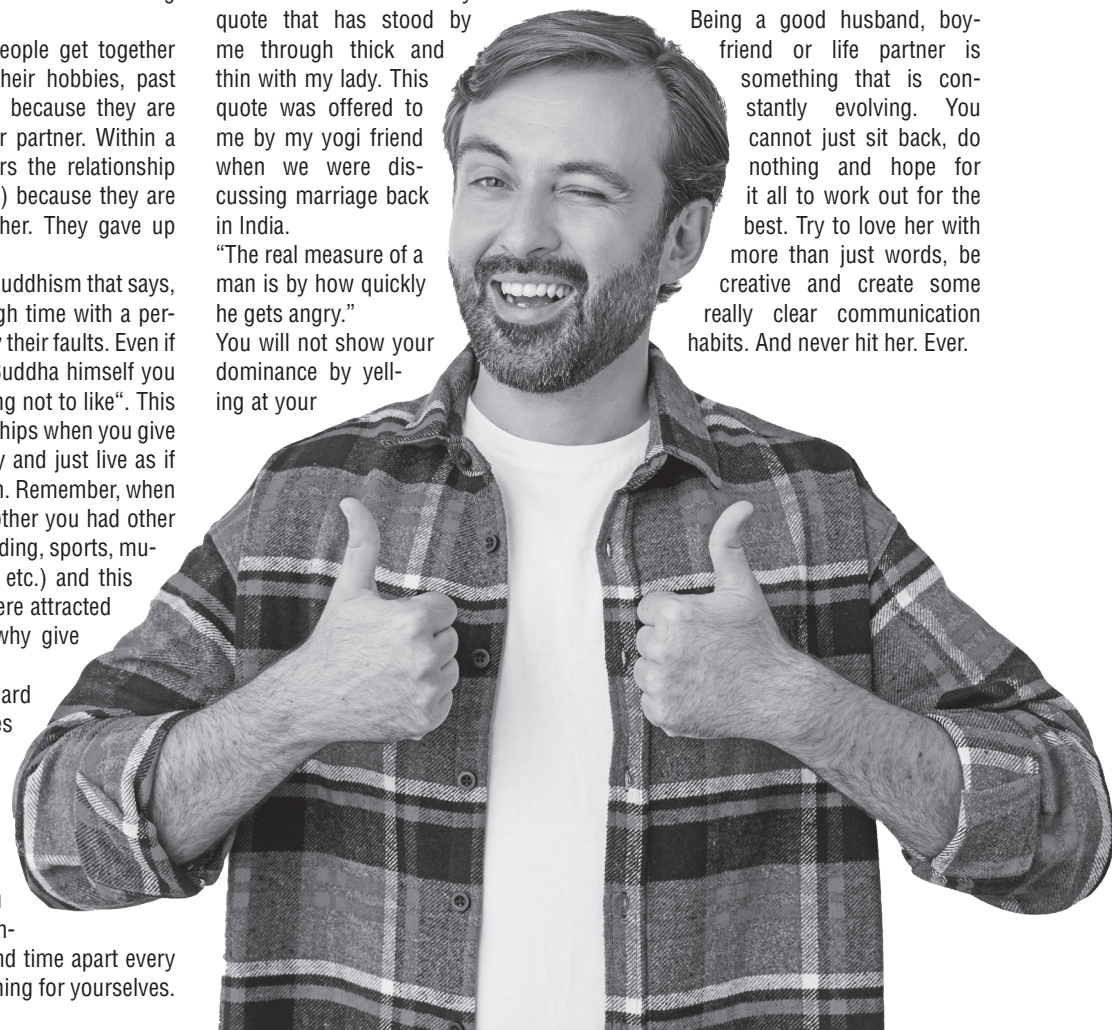 eople get together
heir hobbies, past
because they are
r partner. Within a
rs the relationship
) because they are
her. They gave up
uddhism that says,
gh time with a per-
y their faults. Even if
Buddha himself you
ng not to like“. This
hips when you give
y and just live as if
n. Remember, when
other you had other
ding, sports, mu-
etc.) and this
ere attracted
why give
ard
es
n-
nd time apart every
hing for yourselves.
quote that has stood by
me through thick and
thin with my lady. This
quote was offered to
me by my yogi friend
when we were dis-
cussing marriage back
in India.
“The real measure of a
man is by how quickly
he gets angry.”
You will not show your
dominance by yell-
ing at your
Being a good husband, boy-
friend or life partner is
something that is con-
stantly evolving. You
cannot just sit back, do
nothing and hope for
it all to work out for the
best. Try to love her with
more than just words, be
creative and create some
really clear communication
habits. And never hit her. Ever.